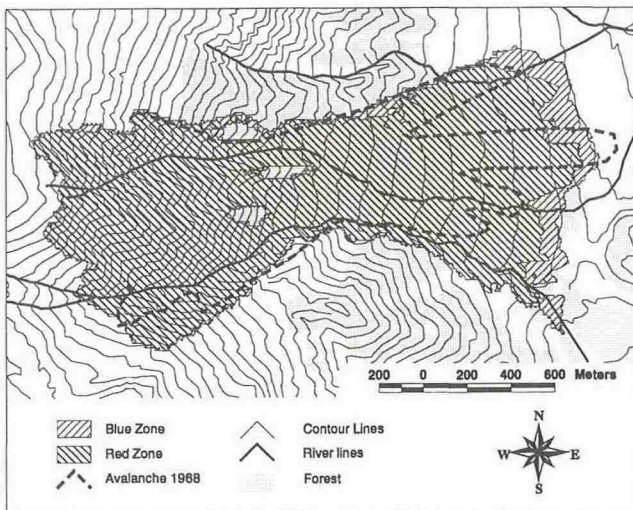 200 0 200 400 600 Meters
Blue Zone
Red Zone
Avalanche 1968
Contour Lines
River lines
Forest
N
W E
S